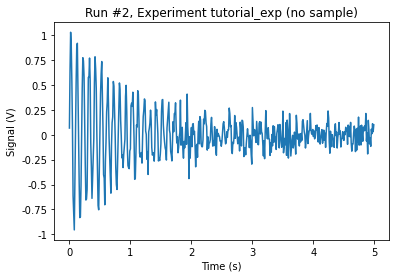 Run #2, Experiment tutorial_exp (no sample)
1
0.75
0.5
0.25
0
-0.25
-0.5
-0.75
-1
Signal (V)
0 1 2 3 4 5
Time (s)